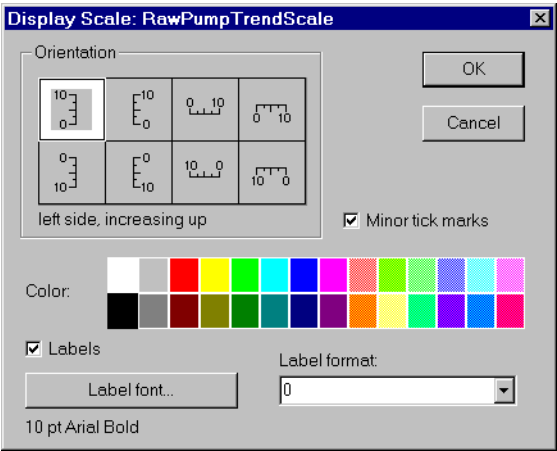 Display Scale: RawPumpTrendScale
Orientation
10 10 0 10
0 0 0 10
0 0 10 0
10 10 10 0
left side, increasing up
OK
Cancel
Minor tick marks
Color:
Labels
Label font...
Label format:
0
10 pt Arial Bold